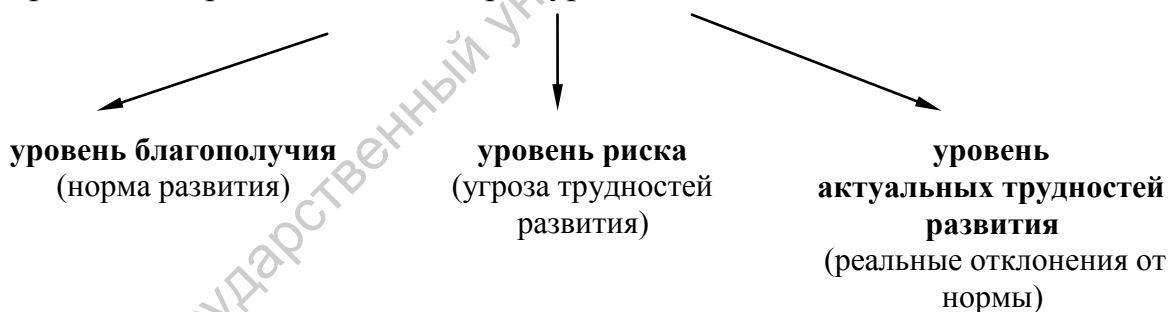 уровень благополучия
(норма развития)
уровень риска
(угроза трудностей
развития)
уровень
актуальных трудностей
развития
(реальные отклонения от
нормы)